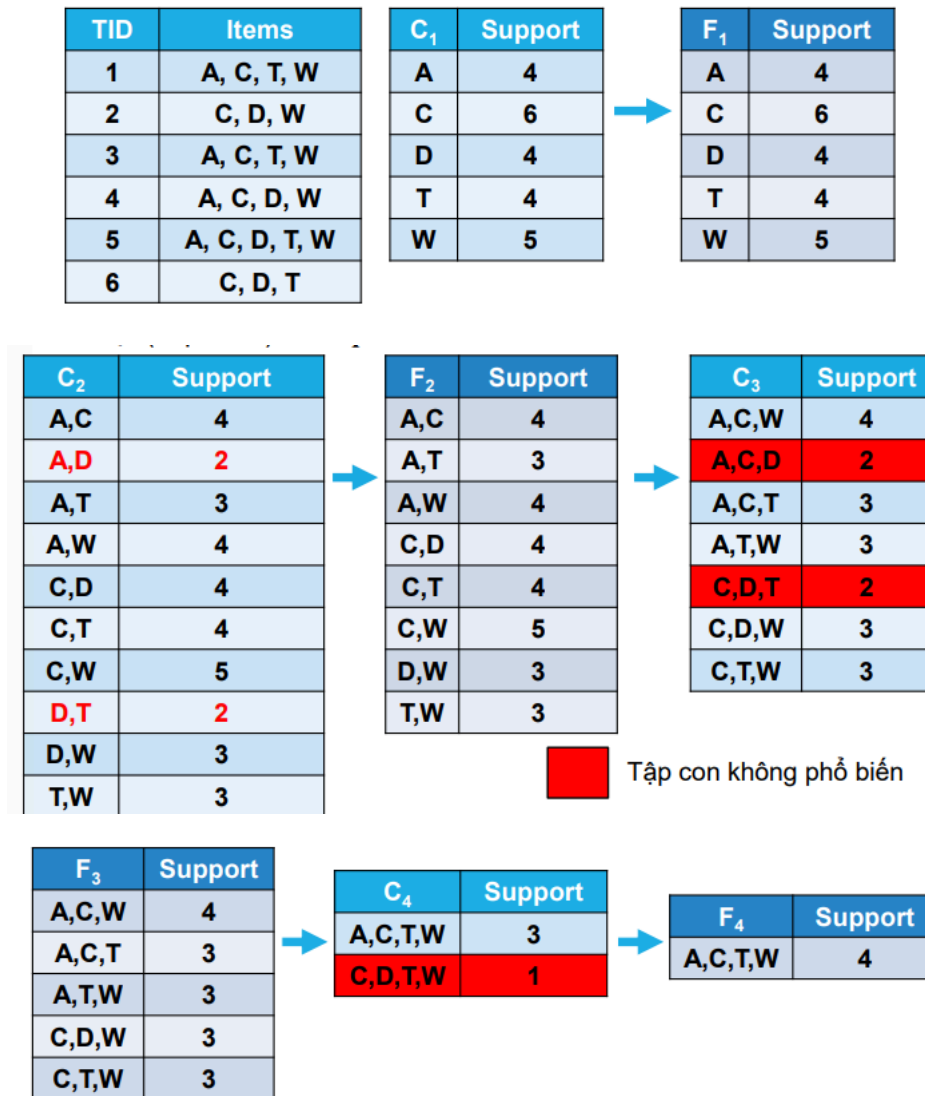 TID Items
1 A, C, T, W
2 C, D, W
3 A, C, T, W
4 A, C, D, W
5 A, C, D, T, W
6 C, D, T
C₁ Support
A 4
C 6
D 4
T 4
W 5
F₁ Support
A 4
C 6
D 4
T 4
W 5
C₂ Support
A,C 4
A,D 2
A,T 3
A,W 4
C,D 4
C,T 4
C,W 5
D,T 2
D,W 3
T,W 3
F₂ Support
A,C 4
A,T 3
A,W 4
C,D 4
C,T 4
C,W 5
D,W 3
T,W 3
C₃ Support
A,C,W 4
A,C,D 2
A,C,T 3
A,T,W 3
C,D,T 2
C,D,W 3
C,T,W 3
Tập con không phổ biến
F₃ Support
A,C,W 4
A,C,T 3
A,T,W 3
C,D,W 3
C,T,W 3
C₄ Support
A,C,T,W 3
C,D,T,W 1
F₄ Support
A,C,T,W 4